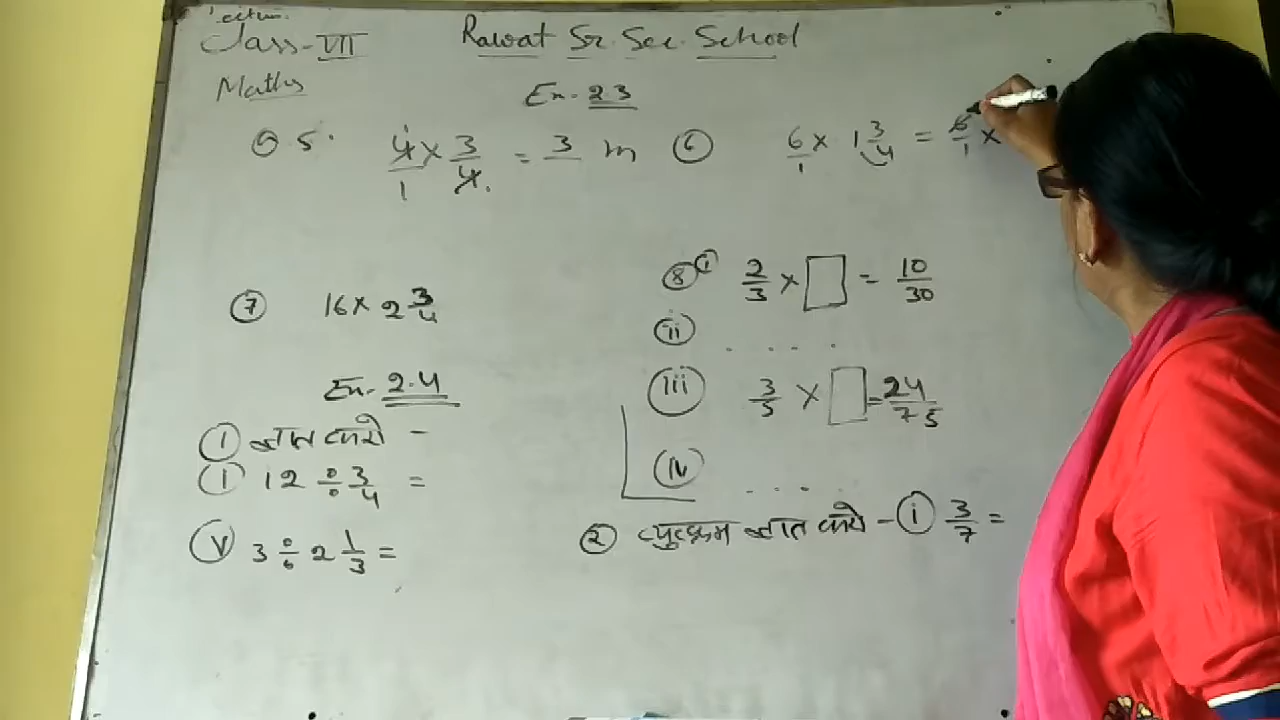 Lecture.
Class-VII
Rawat Sr. Sec. School
Maths
Ex- 2.3
Q 5. 4/1 × 3/4 = 3 m
⑥ 6/1 × 1 3/4 = 6/1 ×
⑦ 16 × 2 3/4
⑧ ⓘ 2/3 × □ = 10/30
ⓘⓘ . . . .
ⓘⓘⓘ 3/5 × □ = 24/75
ⓘⓥ . . . .
Ex- 2.4
① ज्ञात करो -
Ⓘ 12 ÷ 3/4 =
Ⓥ 3 ÷ 2 1/3 =
② व्युत्क्रम ज्ञात करो - ⓘ 3/7 =